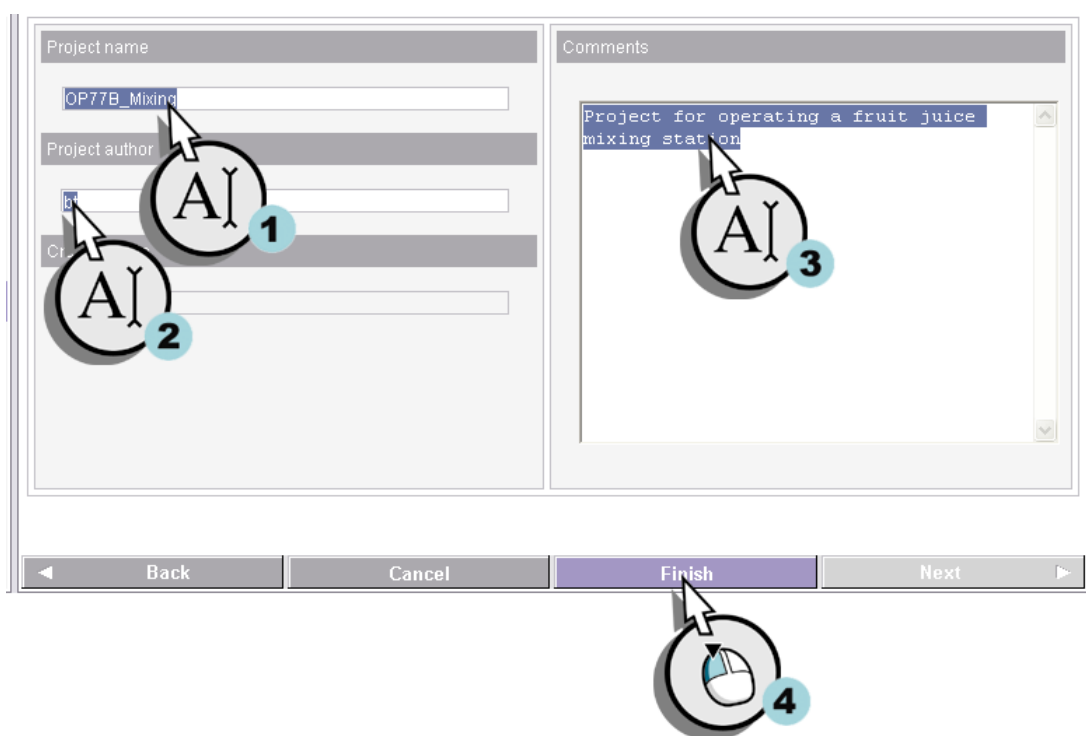 Project name
OP77B_Mixing
Project author
bt
A
1
A
2
Comments
Project for operating a fruit juice
mixing station
A
3
Back
Cancel
Finish
Next
4